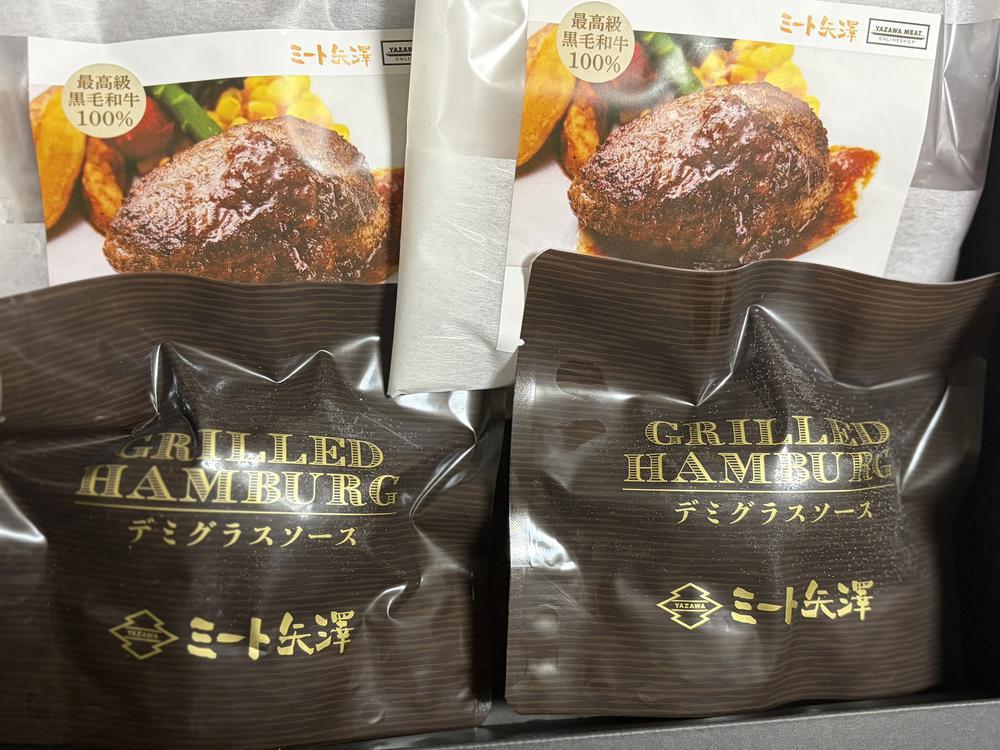 ミート矢澤
YAZAWA
ONLI
最高級
黒毛和牛
100%
ミート矢澤
YAZAWA MEAT
ONLINESHOP
最高級
黒毛和牛
100%
GRILLED
HAMBURG
デミグラスソース
YAZAWA
ミート矢澤
GRILLED
HAMBURG
デミグラスソース
YAZAWA
ミート矢澤